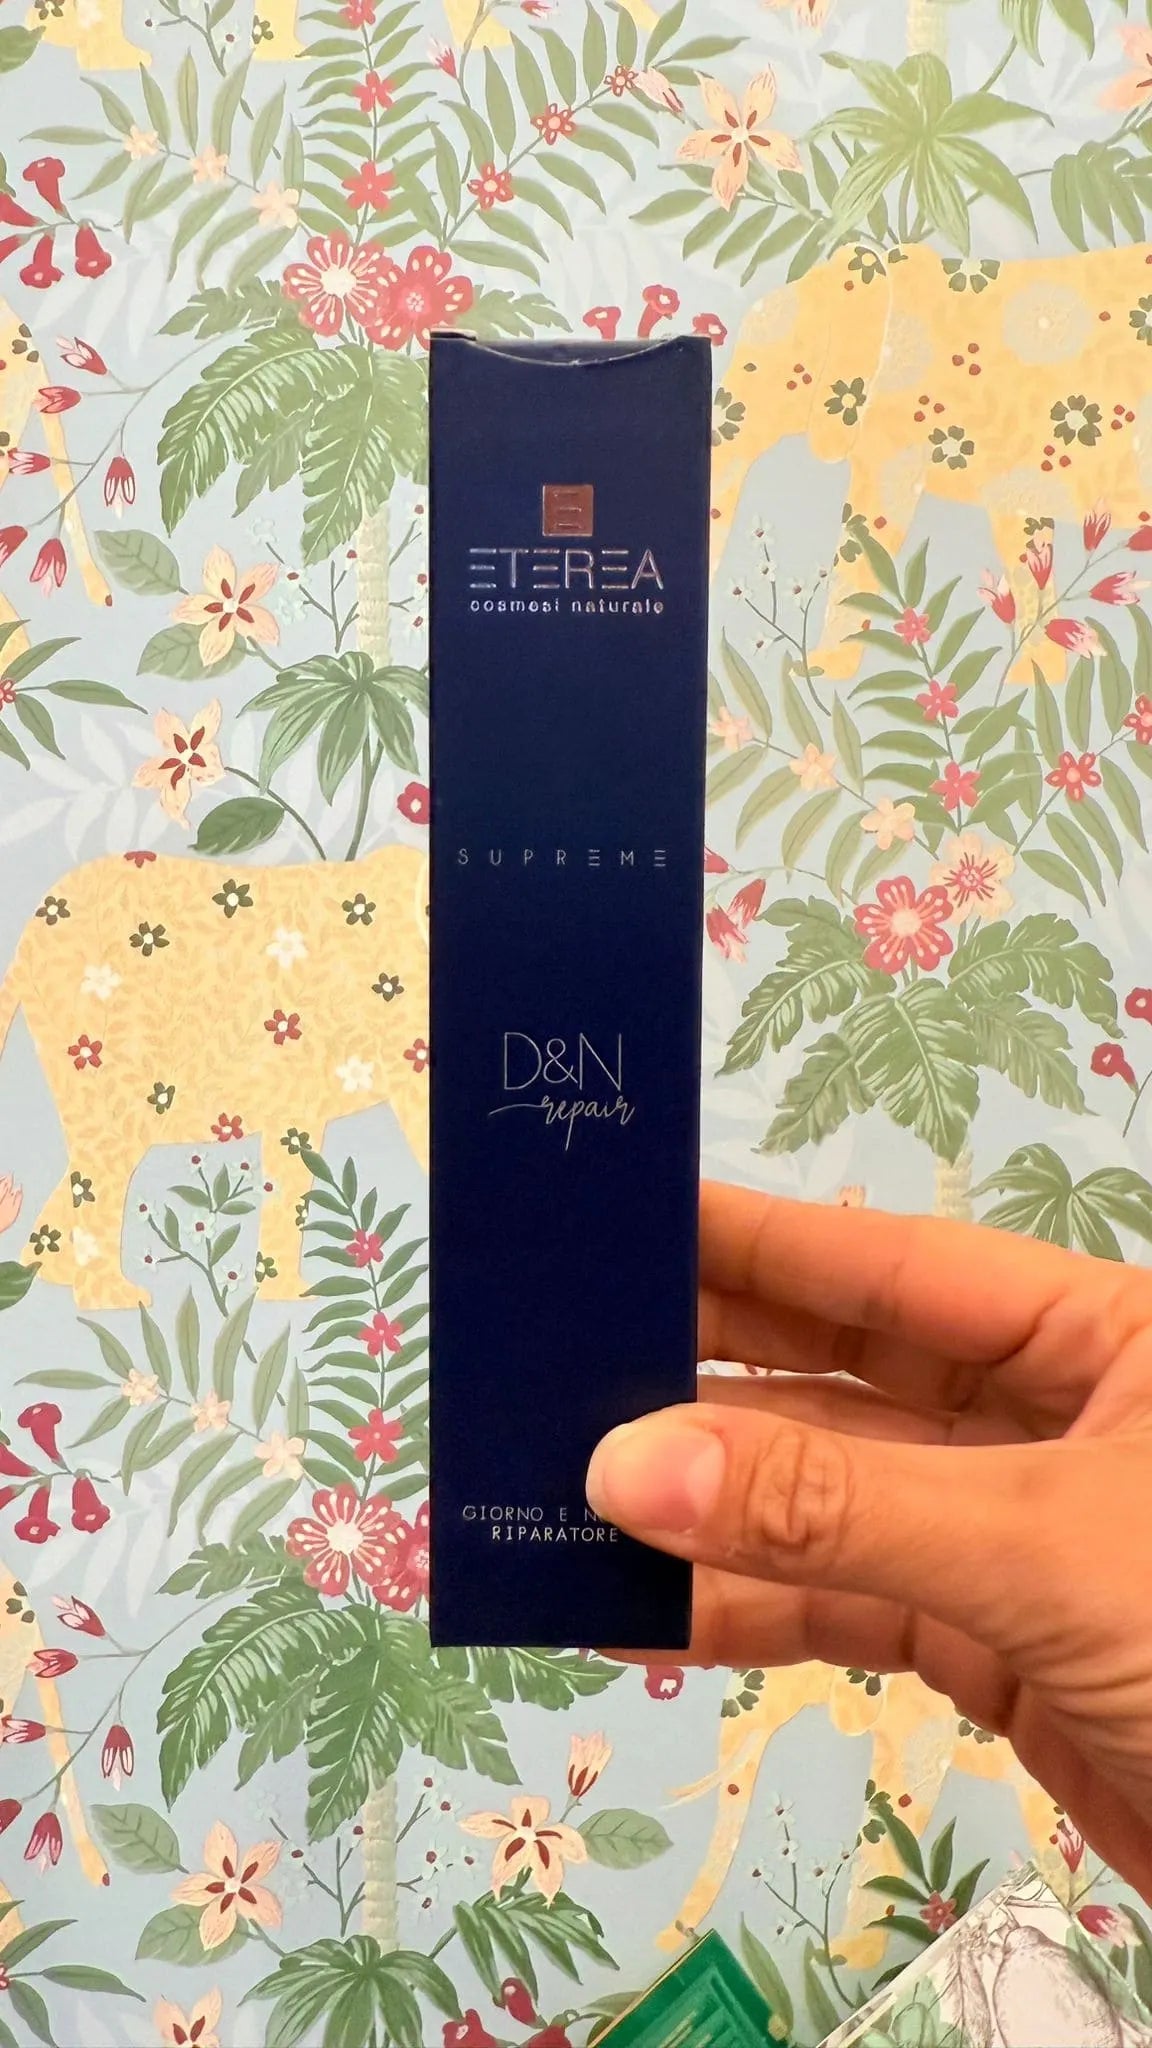 ETEREA
cosmesi naturale
SUPREME
D&N
repair
GIORNO E
RIPARATORE